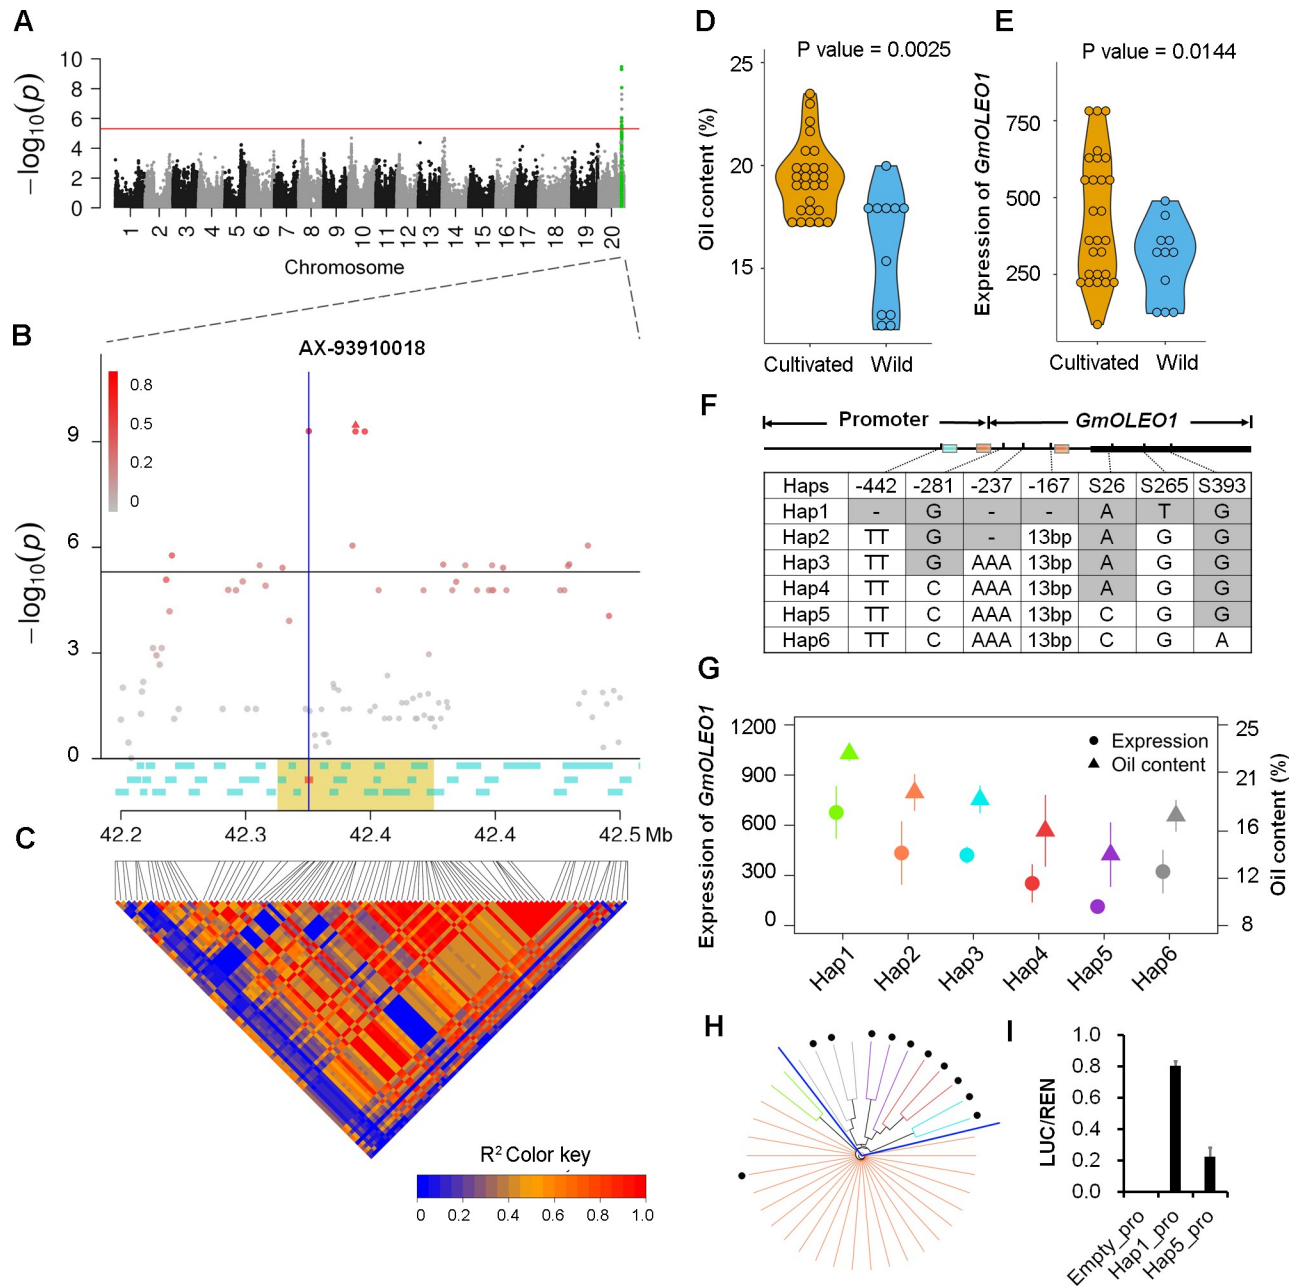 A
10
8
6
4
2
0
−log10(p)
1 2 3 4 5 6 7 8 9 10 11 12 13 14 15 16 17 18 19 20
Chromosome
B
AX-93910018
0.8
0.5
0.2
0
9
6
3
0
−log10(p)
42.2 42.3 42.4 42.4 42.5 Mb
C
R2 Color key
0 0.2 0.4 0.6 0.8 1.0
D
P value = 0.0025
25
20
15
Oil content (%)
Cultivated Wild
E
P value = 0.0144
750
500
250
Expression of GmOLEO1
Cultivated Wild
F
Promoter GmOLEO1
Haps -442 -281 -237 -167 S26 S265 S393
Hap1 - G - - A T G
Hap2 TT G - 13bp A G G
Hap3 TT G AAA 13bp A G G
Hap4 TT C AAA 13bp A G G
Hap5 TT C AAA 13bp C G G
Hap6 TT C AAA 13bp C G A
G
1200
900
600
300
0
Expression of GmOLEO1
Expression
Oil content
25
21
16
12
8
Oil content (%)
Hap1 Hap2 Hap3 Hap4 Hap5 Hap6
H
I
1.0
0.8
0.6
0.4
0.2
0.0
LUC/REN
Empty_pro Hap1_pro Hap5_pro